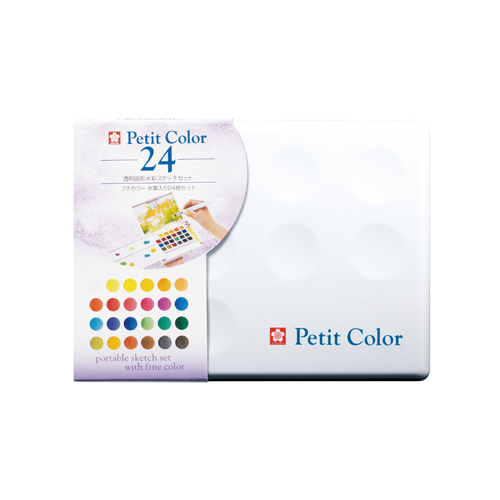 Petit Color
24
透明固形水彩スケッチセット
プチカラー 水筆入り24色セット
portable sketch set
with fine color
Petit Color